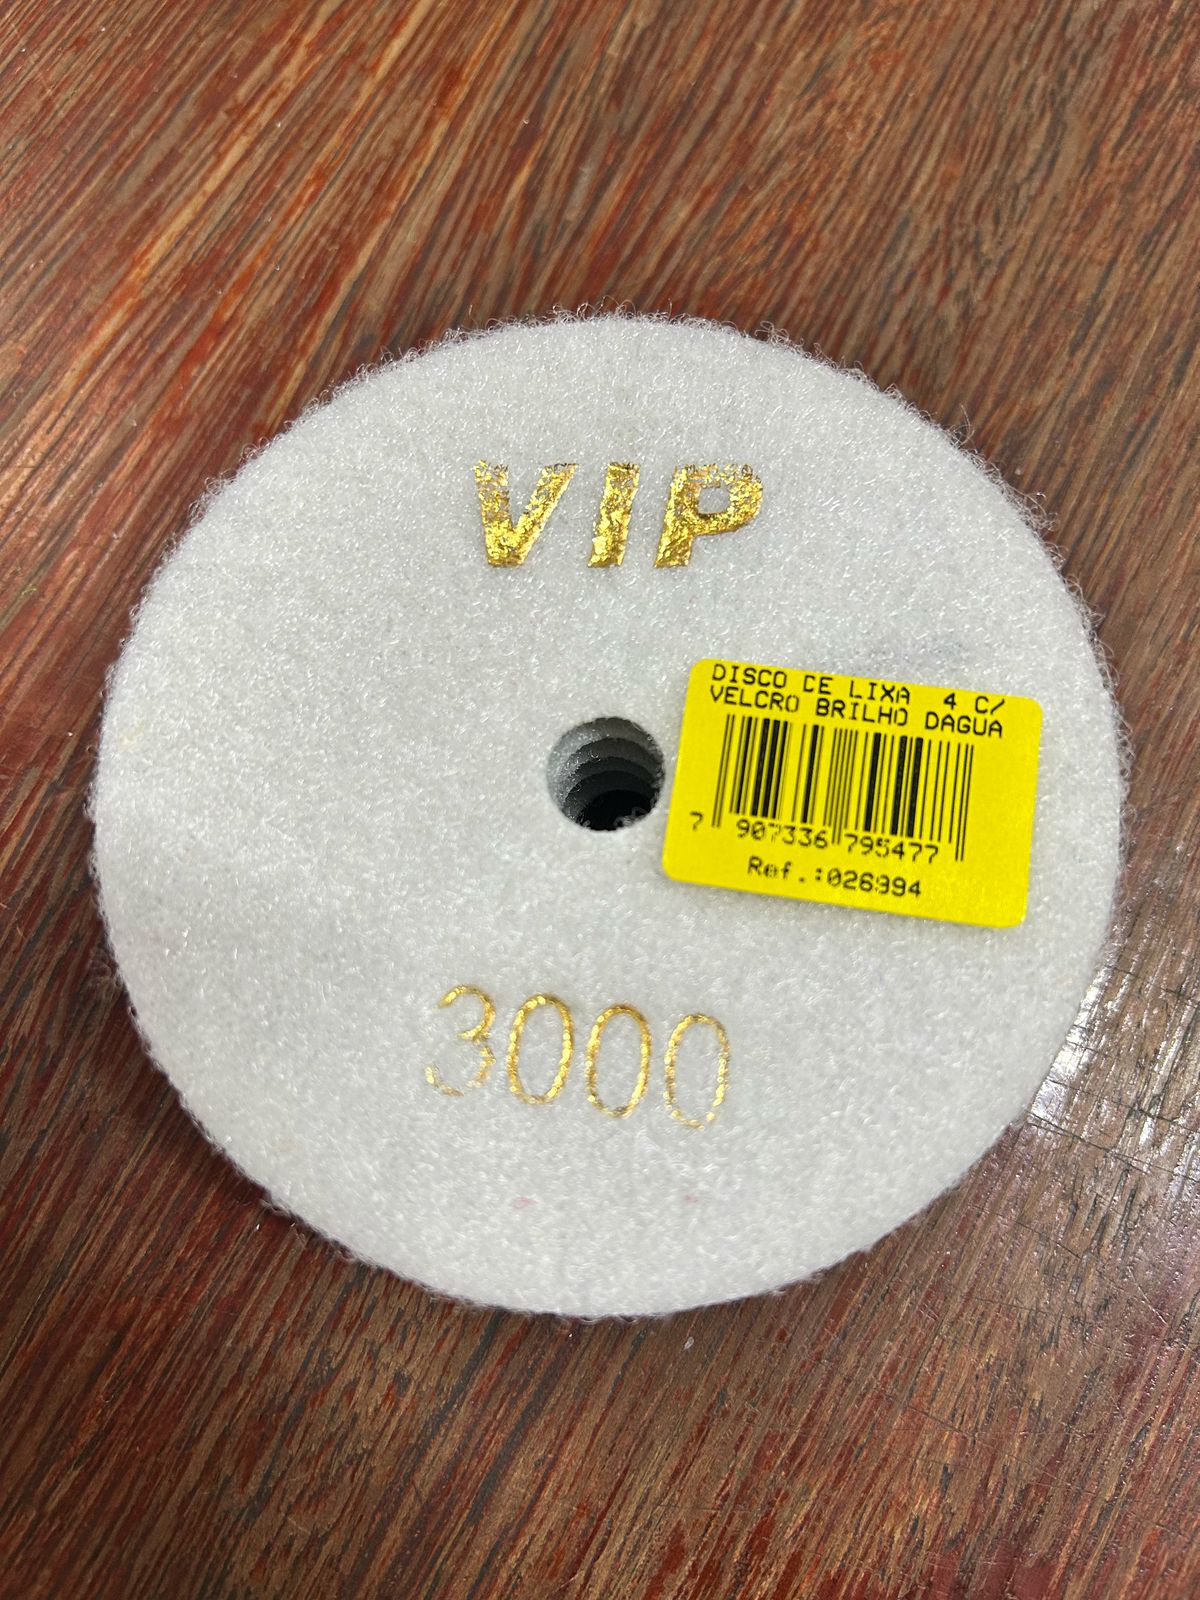 VIP
DISCO DE LIXA 4 C/
VELCRO BRILHO DAGUA
7 907336 795477
Ref.:026994
3000